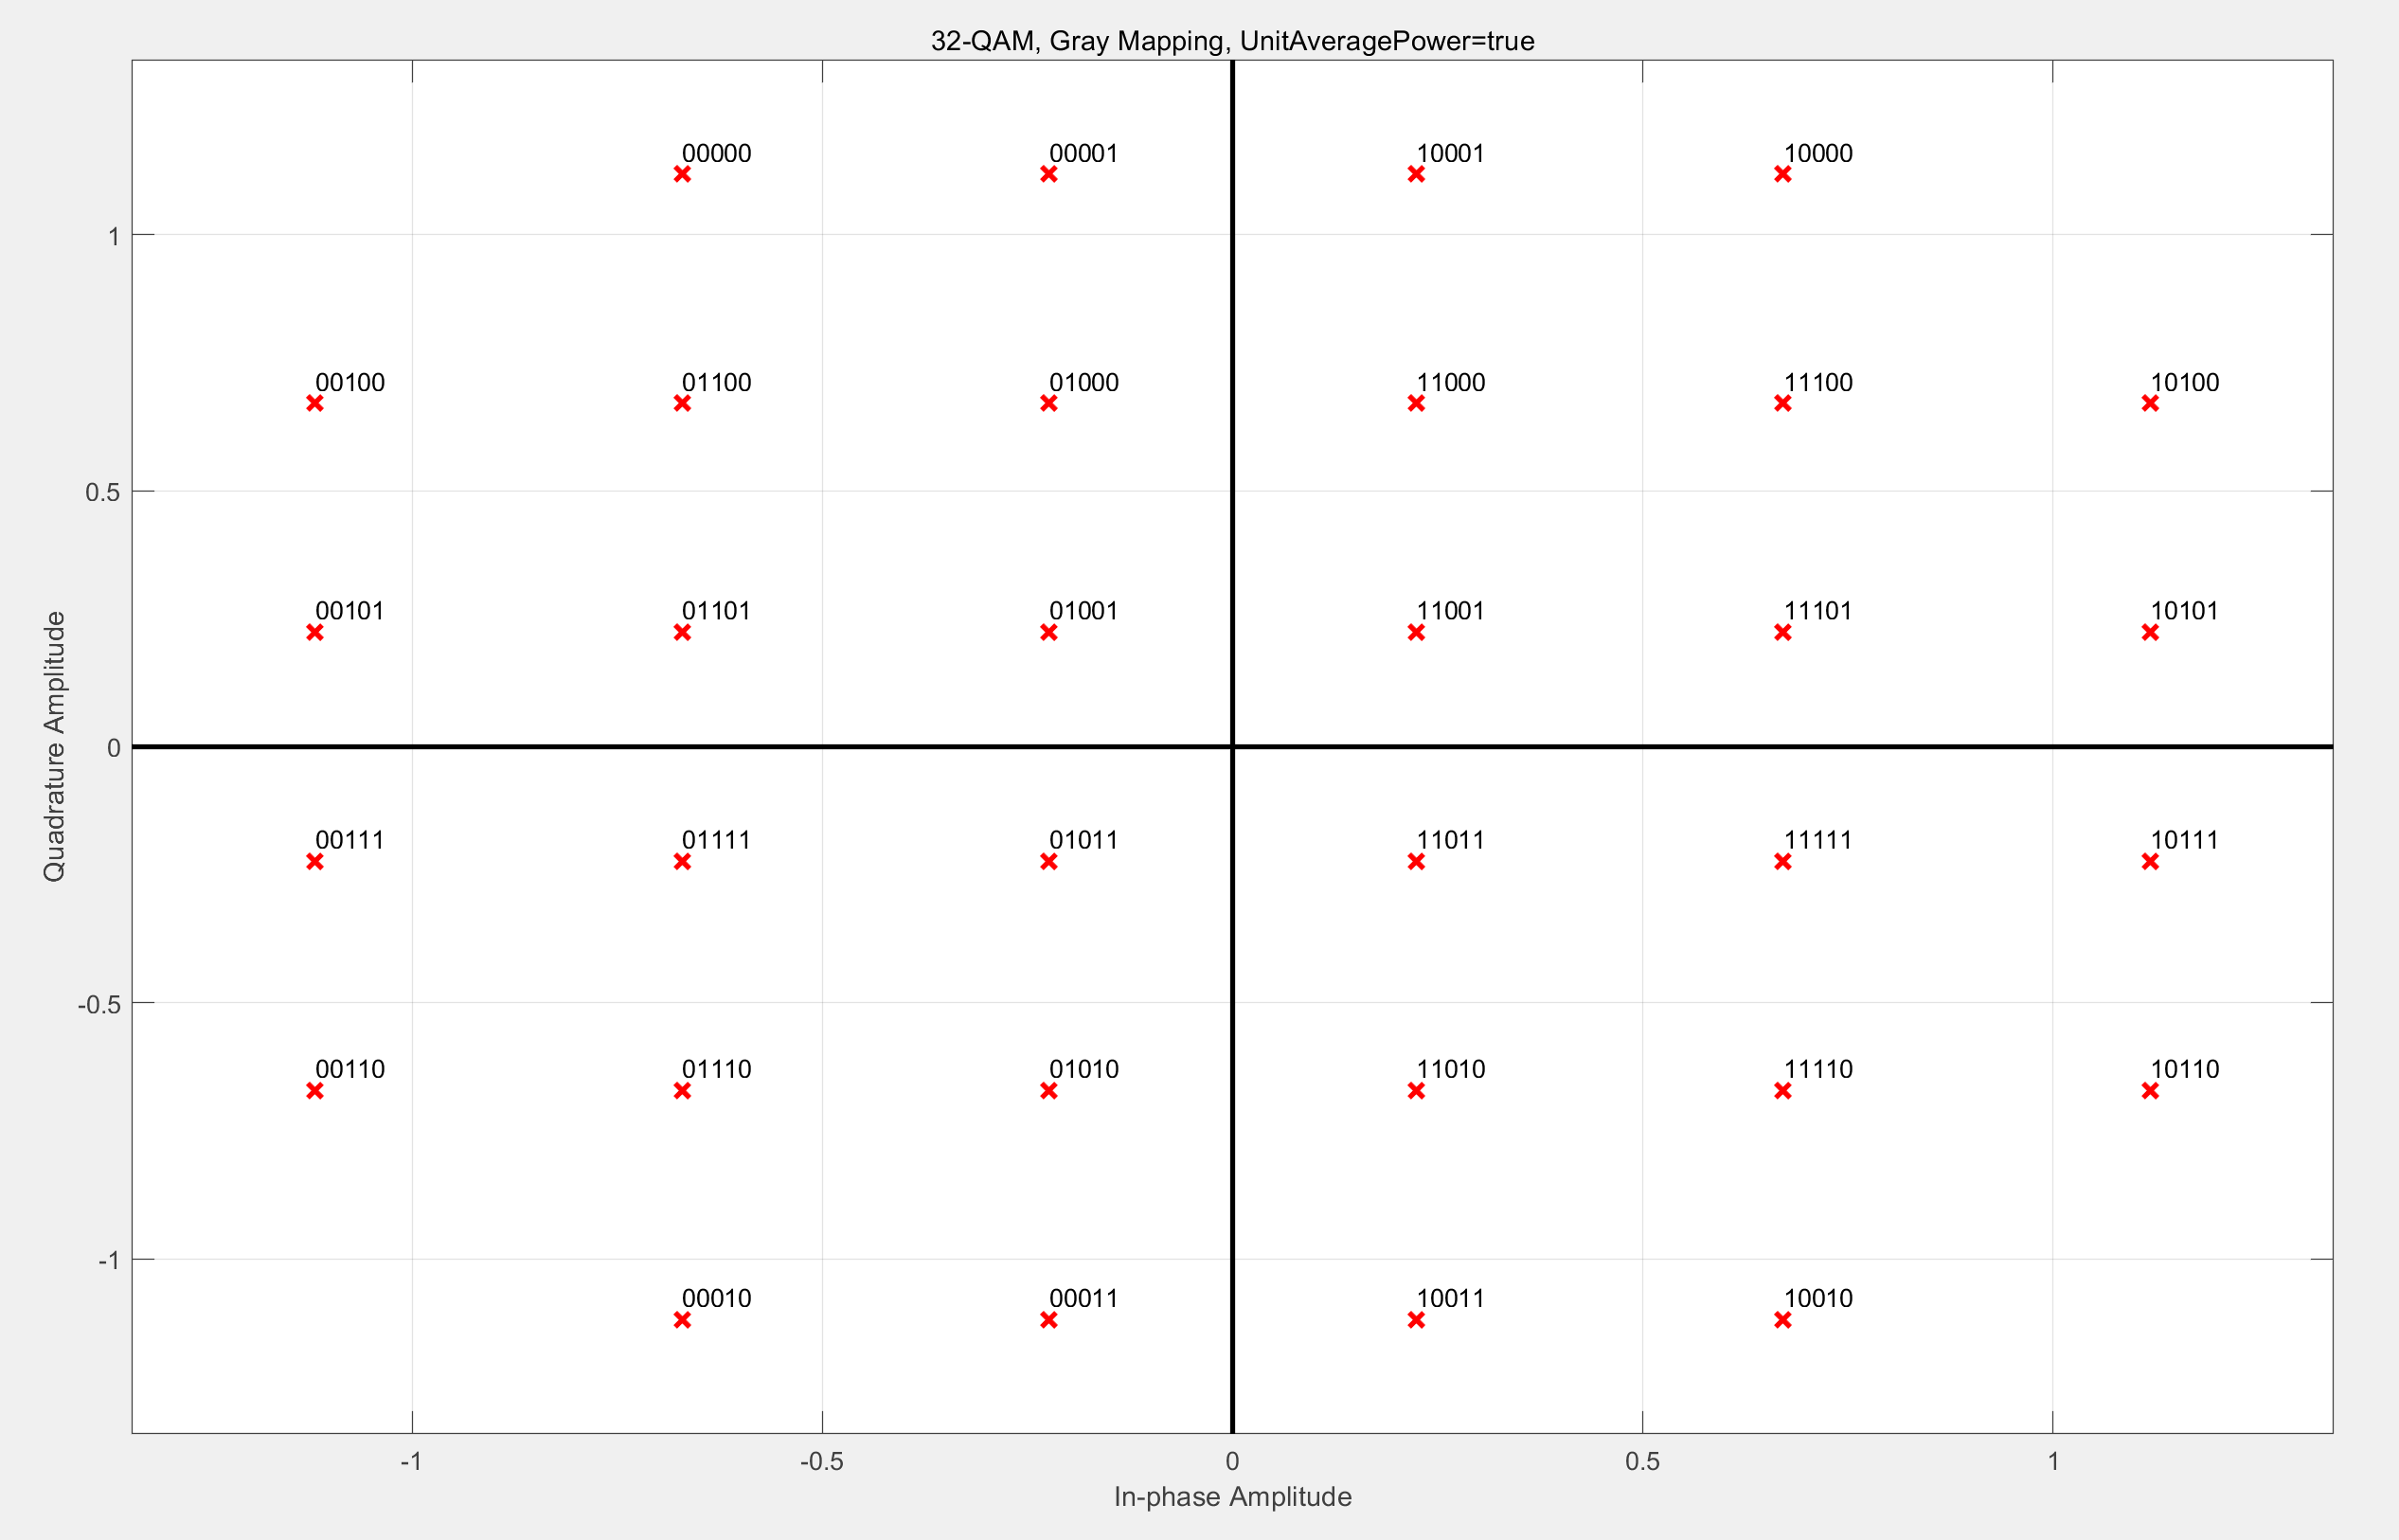 32-QAM, Gray Mapping, UnitAveragePower=true
00000 00001 10001 10000
1
00100 01100 01000 11000 11100 10100
0.5
00101 01101 01001 11001 11101 10101
Quadrature Amplitude
0
00111 01111 01011 11011 11111 10111
-0.5
00110 01110 01010 11010 11110 10110
-1
00010 00011 10011 10010
-1 -0.5 0 0.5 1
In-phase Amplitude